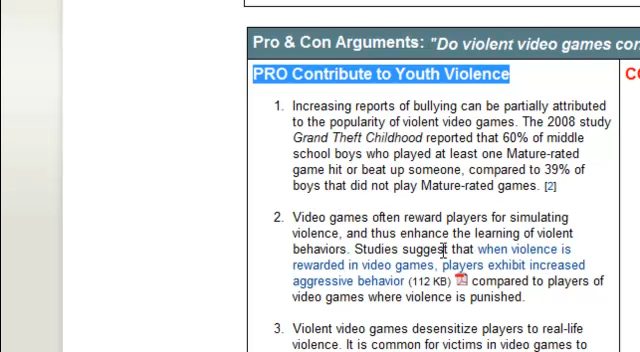 Pro & Con Arguments: "Do violent video games con
PRO Contribute to Youth Violence
1. Increasing reports of bullying can be partially attributed
to the popularity of violent video games. The 2008 study
Grand Theft Childhood reported that 60% of middle
school boys who played at least one Mature-rated
game hit or beat up someone, compared to 39% of
boys that did not play Mature-rated games. [2]
2. Video games often reward players for simulating
violence, and thus enhance the learning of violent
behaviors. Studies suggest that when violence is
rewarded in video games, players exhibit increased
aggressive behavior (112 KB) compared to players of
video games where violence is punished.
3. Violent video games desensitize players to real-life
violence. It is common for victims in video games to